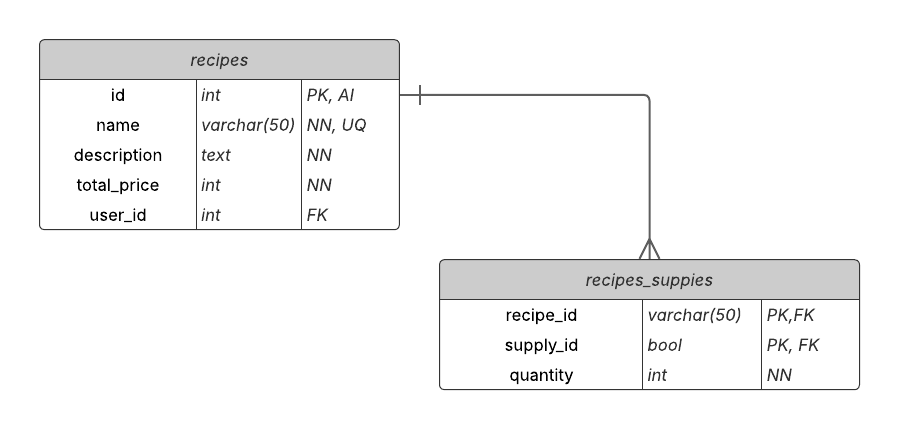 recipes
id int PK, AI
name varchar(50) NN, UQ
description text NN
total_price int NN
user_id int FK
recipes_suppies
recipe_id varchar(50) PK,FK
supply_id bool PK, FK
quantity int NN